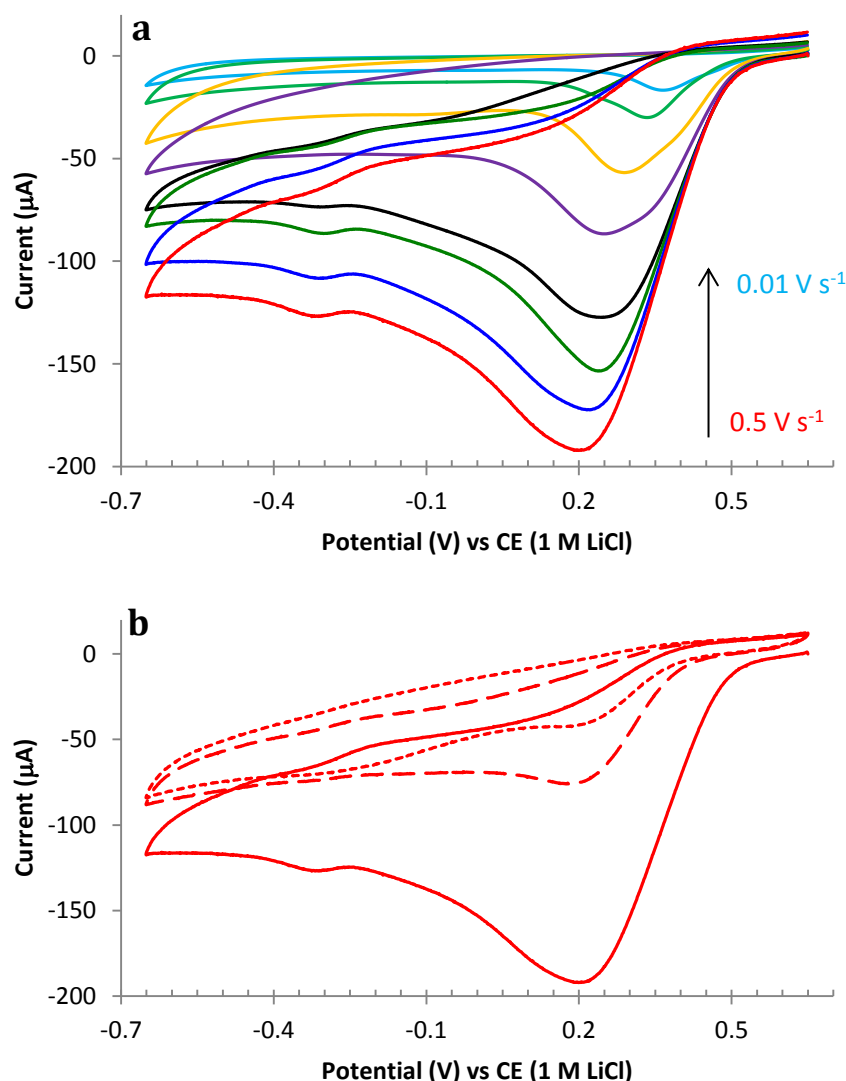 a
0
-50
-100
-150
-200
Current (µA)
0.01 V s⁻¹
0.5 V s⁻¹
-0.7 -0.4 -0.1 0.2 0.5
Potential (V) vs CE (1 M LiCl)
b
0
-50
-100
-150
-200
Current (µA)
-0.7 -0.4 -0.1 0.2 0.5
Potential (V) vs CE (1 M LiCl)